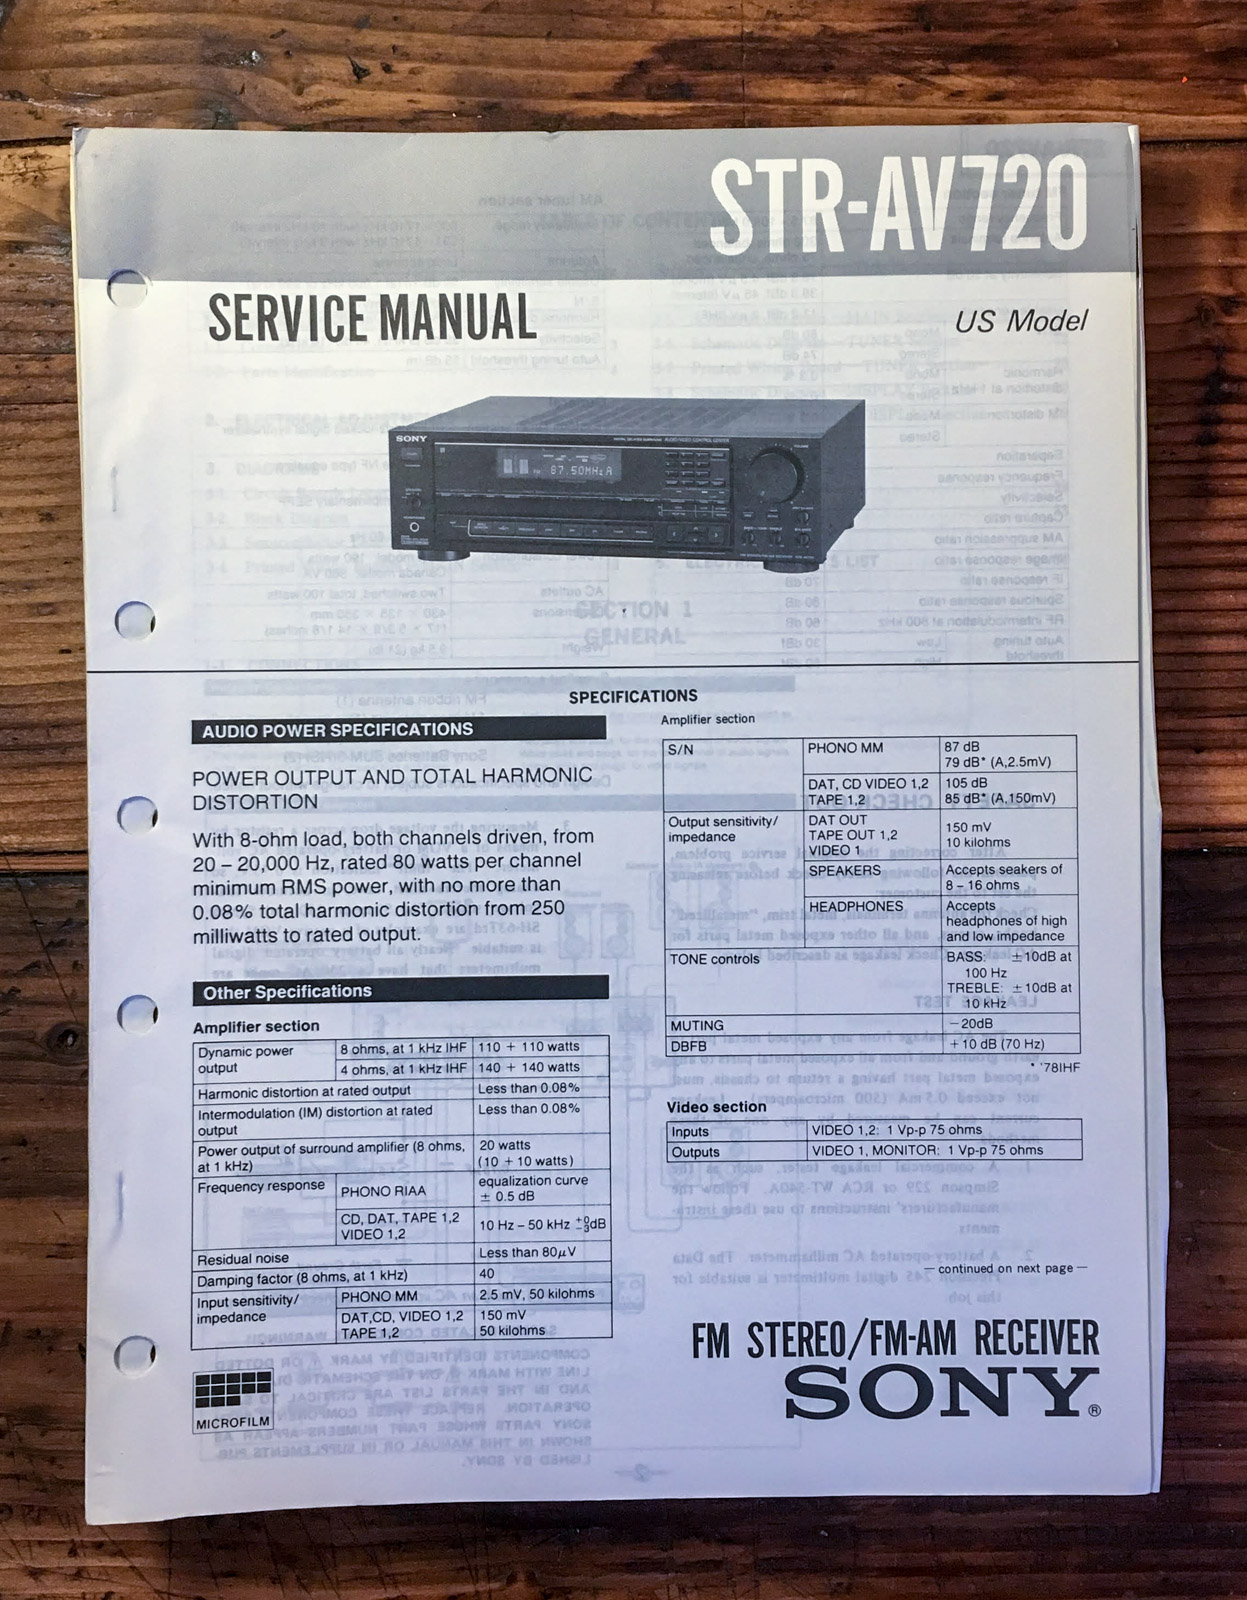 STR-AV720
SERVICE MANUAL
US Model
SONY
87.50MHz A
SPECIFICATIONS
AUDIO POWER SPECIFICATIONS
POWER OUTPUT AND TOTAL HARMONIC
DISTORTION
With 8-ohm load, both channels driven, from
20 – 20,000 Hz, rated 80 watts per channel
minimum RMS power, with no more than
0.08% total harmonic distortion from 250
milliwatts to rated output.
Other Specifications
Amplifier section
Dynamic power
output
8 ohms, at 1 kHz IHF 110 + 110 watts
4 ohms, at 1 kHz IHF 140 + 140 watts
Harmonic distortion at rated output Less than 0.08%
Intermodulation (IM) distortion at rated
output
Less than 0.08%
Power output of surround amplifier (8 ohms,
at 1 kHz)
20 watts
(10 + 10 watts)
Frequency response
PHONO RIAA
equalization curve
± 0.5 dB
CD, DAT, TAPE 1,2
VIDEO 1,2
10 Hz – 50 kHz +0 −3 dB
Residual noise Less than 80μV
Damping factor (8 ohms, at 1 kHz) 40
Input sensitivity/
impedance
PHONO MM 2.5 mV, 50 kilohms
DAT,CD, VIDEO 1,2
TAPE 1,2
150 mV
50 kilohms
MICROFILM
Amplifier section
S/N
PHONO MM
87 dB
79 dB* (A,2.5mV)
DAT, CD VIDEO 1,2
TAPE 1,2
105 dB
85 dB* (A,150mV)
Output sensitivity/
impedance
DAT OUT
TAPE OUT 1,2
VIDEO 1
150 mV
10 kilohms
SPEAKERS
Accepts seakers of
8 – 16 ohms
HEADPHONES
Accepts
headphones of high
and low impedance
TONE controls
BASS: ±10dB at
100 Hz
TREBLE: ±10dB at
10 kHz
MUTING −20dB
DBFB +10 dB (70 Hz)
* '78IHF
Video section
Inputs VIDEO 1,2: 1 Vp-p 75 ohms
Outputs VIDEO 1, MONITOR: 1 Vp-p 75 ohms
— continued on next page —
FM STEREO/FM-AM RECEIVER
SONY®